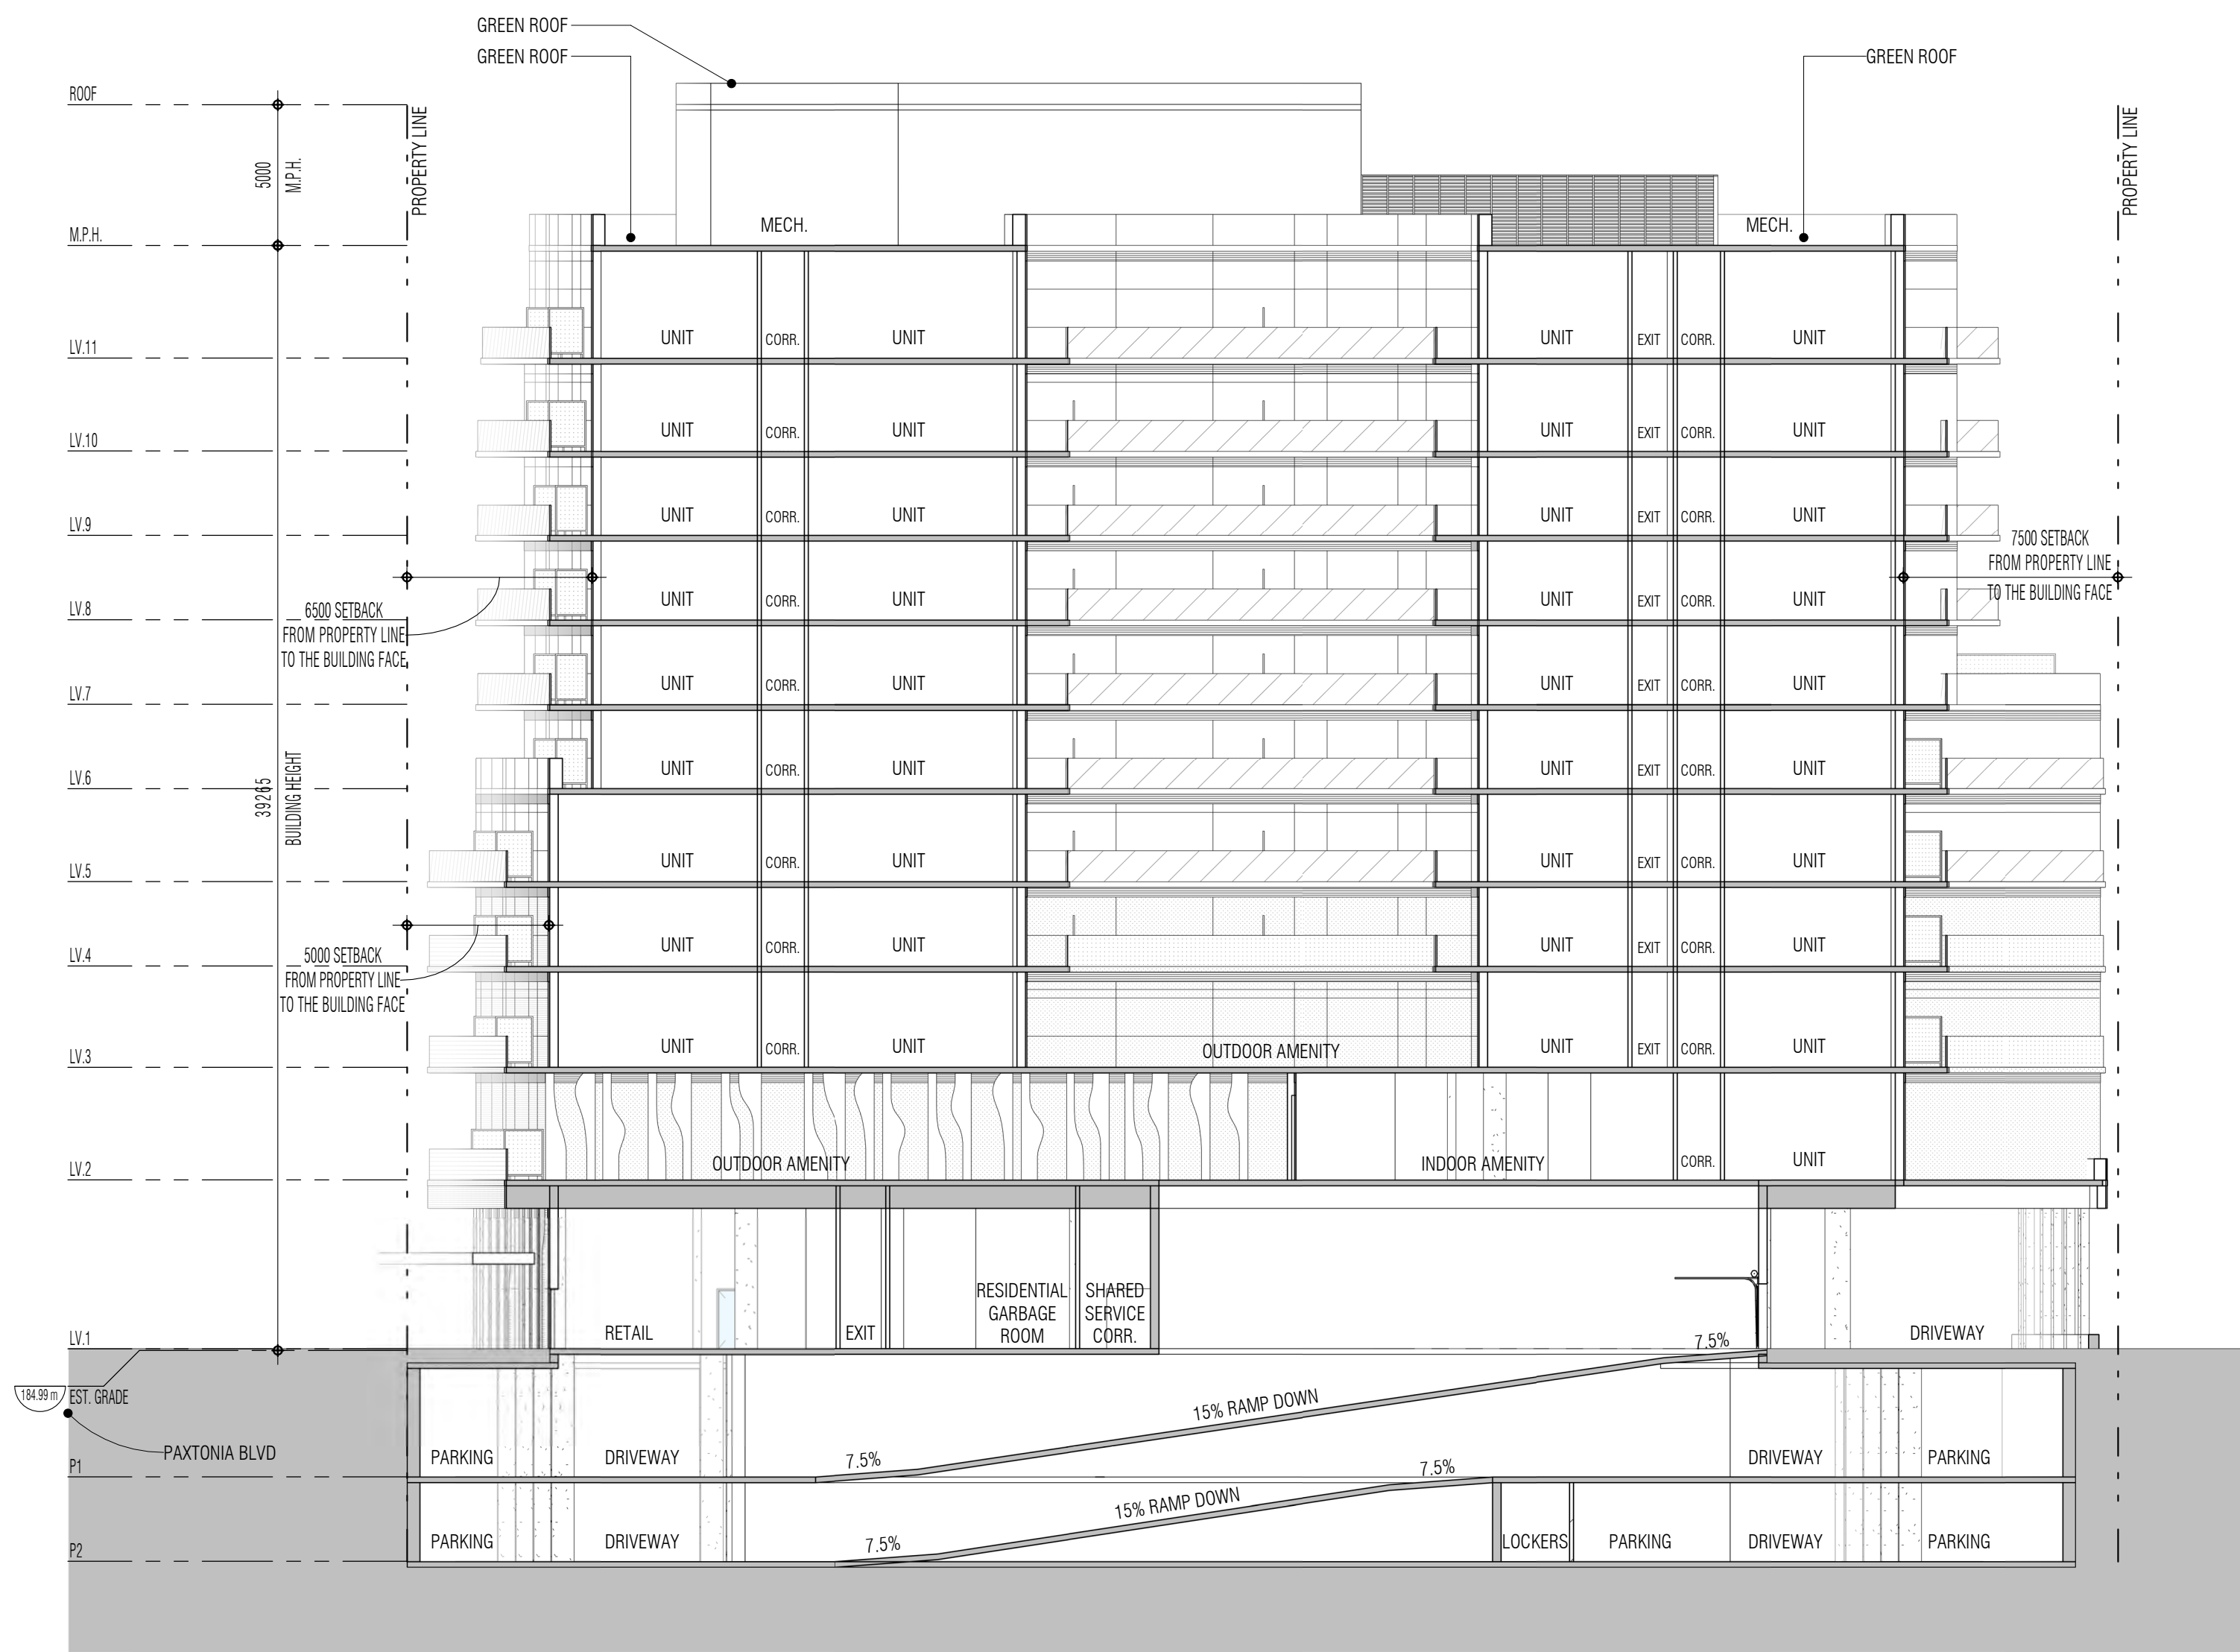 GREEN ROOF
GREEN ROOF
GREEN ROOF
ROOF
5000
M.P.H.
PROPERTY LINE
PROPERTY LINE
M.P.H.
MECH.
MECH.
LV.11
UNIT CORR. UNIT UNIT EXIT CORR. UNIT
LV.10
UNIT CORR. UNIT UNIT EXIT CORR. UNIT
LV.9
UNIT CORR. UNIT UNIT EXIT CORR. UNIT
7500 SETBACK
FROM PROPERTY LINE
TO THE BUILDING FACE
LV.8
UNIT CORR. UNIT UNIT EXIT CORR. UNIT
6500 SETBACK
FROM PROPERTY LINE
TO THE BUILDING FACE
LV.7
UNIT CORR. UNIT UNIT EXIT CORR. UNIT
LV.6
UNIT CORR. UNIT UNIT EXIT CORR. UNIT
39265
BUILDING HEIGHT
LV.5
UNIT CORR. UNIT UNIT EXIT CORR. UNIT
LV.4
UNIT CORR. UNIT UNIT EXIT CORR. UNIT
5000 SETBACK
FROM PROPERTY LINE
TO THE BUILDING FACE
LV.3
UNIT CORR. UNIT OUTDOOR AMENITY UNIT EXIT CORR. UNIT
LV.2
OUTDOOR AMENITY INDOOR AMENITY CORR. UNIT
LV.1
RETAIL
EXIT
RESIDENTIAL
GARBAGE
ROOM
SHARED
SERVICE
CORR.
7.5%
DRIVEWAY
184.99 m
EST. GRADE
PAXTONIA BLVD
15% RAMP DOWN
P1
PARKING DRIVEWAY 7.5% 7.5% DRIVEWAY PARKING
15% RAMP DOWN
P2
PARKING DRIVEWAY 7.5% LOCKERS PARKING DRIVEWAY PARKING